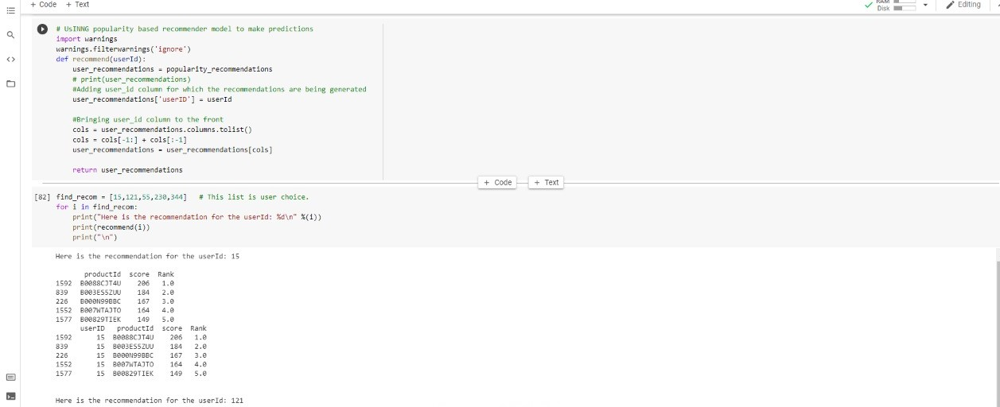 + Code + Text
RAM
Disk
Editing
# UsINNG popularity based recommender model to make predictions
import warnings
warnings.filterwarnings('ignore')
def recommend(userId):
    user_recommendations = popularity_recommendations
    # print(user_recommendations)
    #Adding user_id column for which the recommendations are being generated
    user_recommendations['userID'] = userId
    #Bringing user_id column to the front
    cols = user_recommendations.columns.tolist()
    cols = cols[-1:] + cols[:-1]
    user_recommendations = user_recommendations[cols]
    return user_recommendations
+ Code + Text
[82] find_recom = [15,121,55,230,344]   # This list is user choice.
for i in find_recom:
    print("Here is the recommendation for the userId: %d\n" %(i))
    print(recommend(i))
    print("\n")
Here is the recommendation for the userId: 15
productId score Rank
1592 B0088CJT4U 206 1.0
839 B003ES5ZUU 184 2.0
226 B000N99BBC 167 3.0
1552 B007WTAJTO 164 4.0
1577 B00829TIEK 149 5.0
userID productId score Rank
1592 15 B0088CJT4U 206 1.0
839 15 B003ES5ZUU 184 2.0
226 15 B000N99BBC 167 3.0
1552 15 B007WTAJTO 164 4.0
1577 15 B00829TIEK 149 5.0
Here is the recommendation for the userId: 121